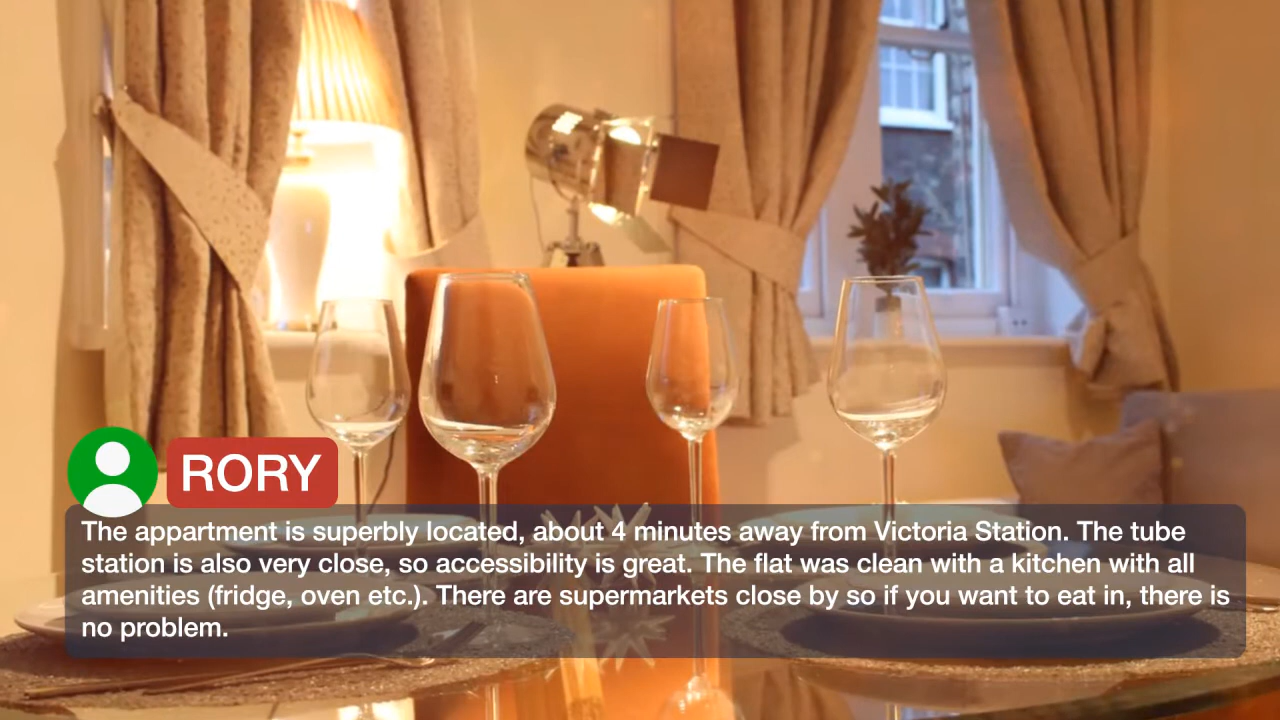 RORY
The appartment is superbly located, about 4 minutes away from Victoria Station. The tube
station is also very close, so accessibility is great. The flat was clean with a kitchen with all
amenities (fridge, oven etc.). There are supermarkets close by so if you want to eat in, there is
no problem.